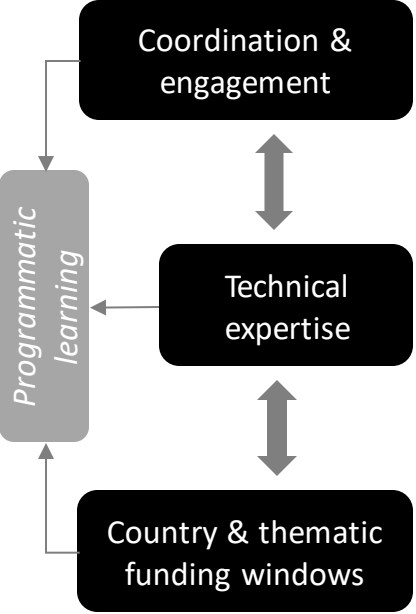 Coordination &
engagement
Programmatic
learning
Technical
expertise
Country & thematic
funding windows